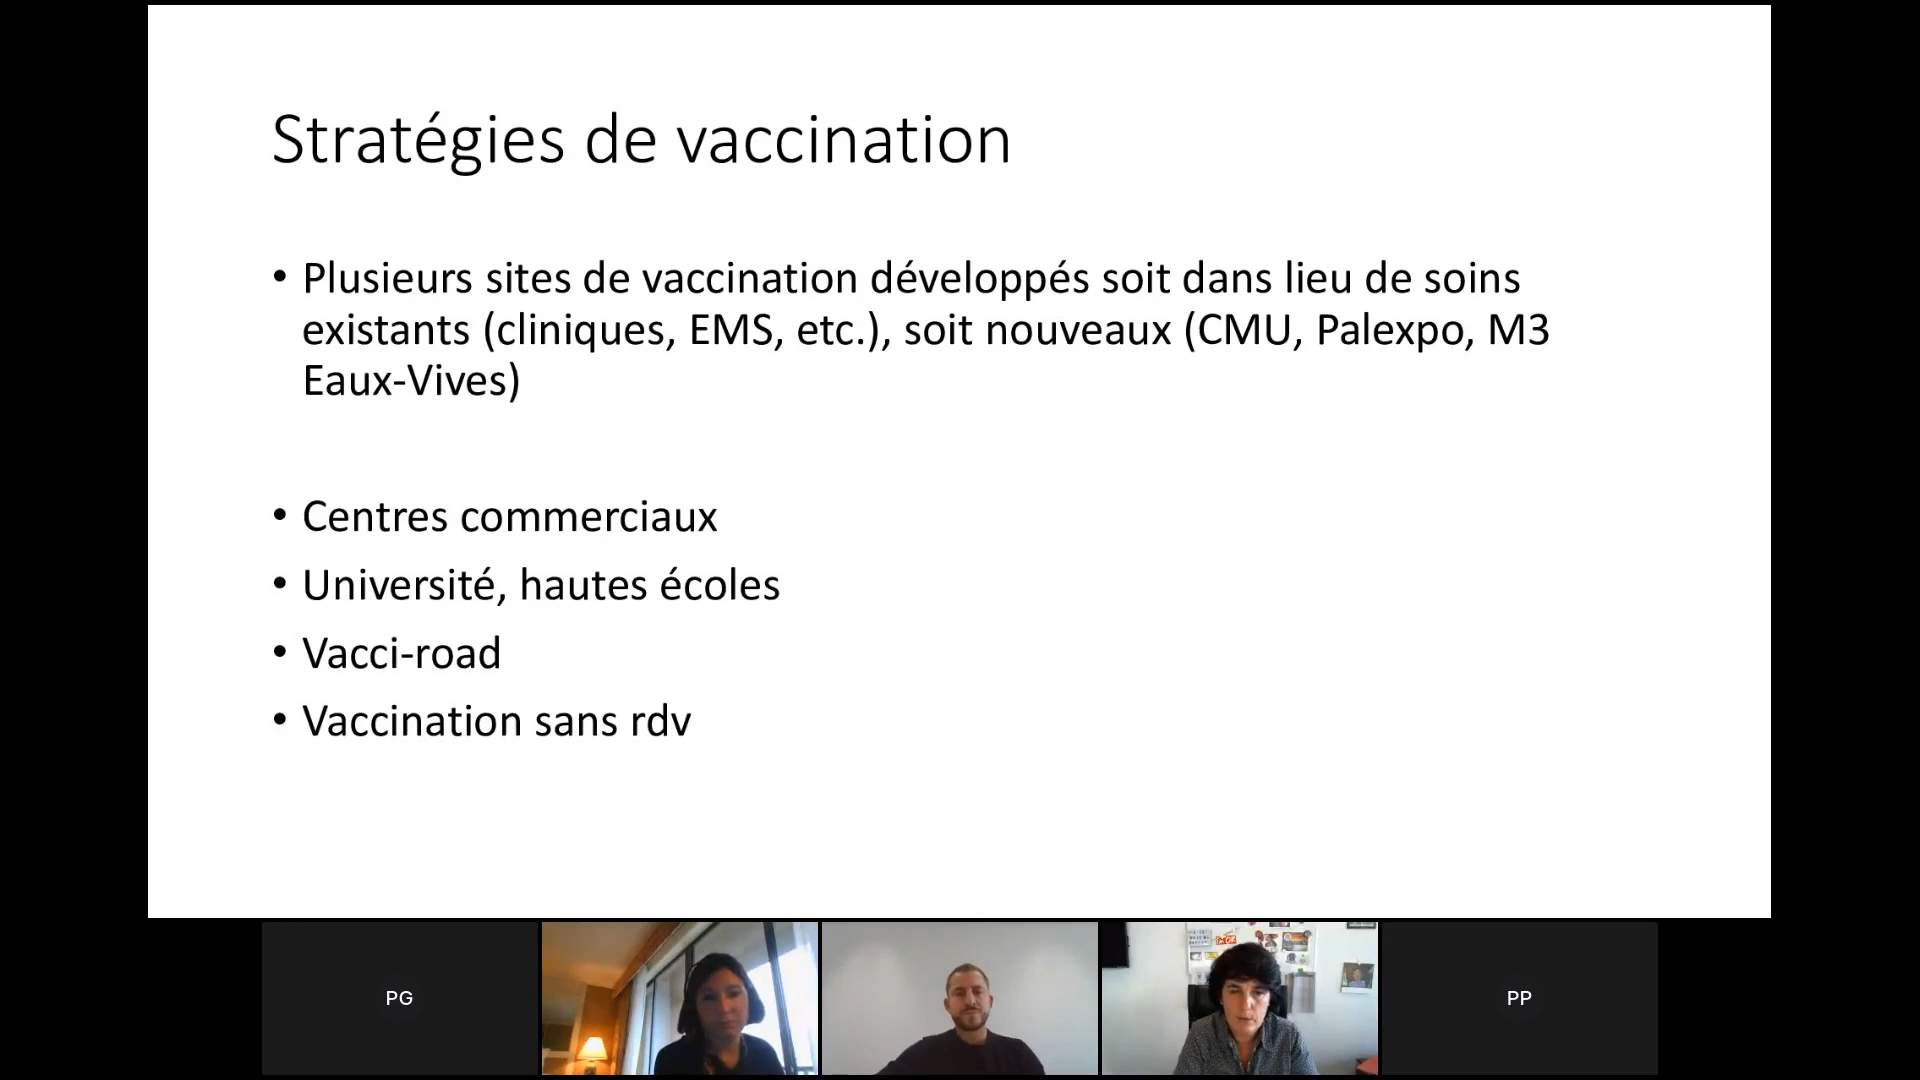 Stratégies de vaccination
• Plusieurs sites de vaccination développés soit dans lieu de soins
existants (cliniques, EMS, etc.), soit nouveaux (CMU, Palexpo, M3
Eaux-Vives)
• Centres commerciaux
• Université, hautes écoles
• Vacci-road
• Vaccination sans rdv
PG
PP